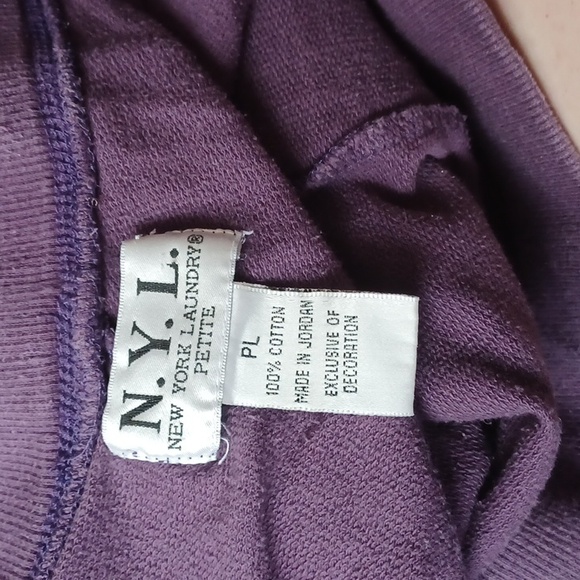 N.Y.L.
NEW YORK LAUNDRY®
PETITE
PL
100% COTTON
MADE IN JORDAN
EXCLUSIVE OF
DECORATION